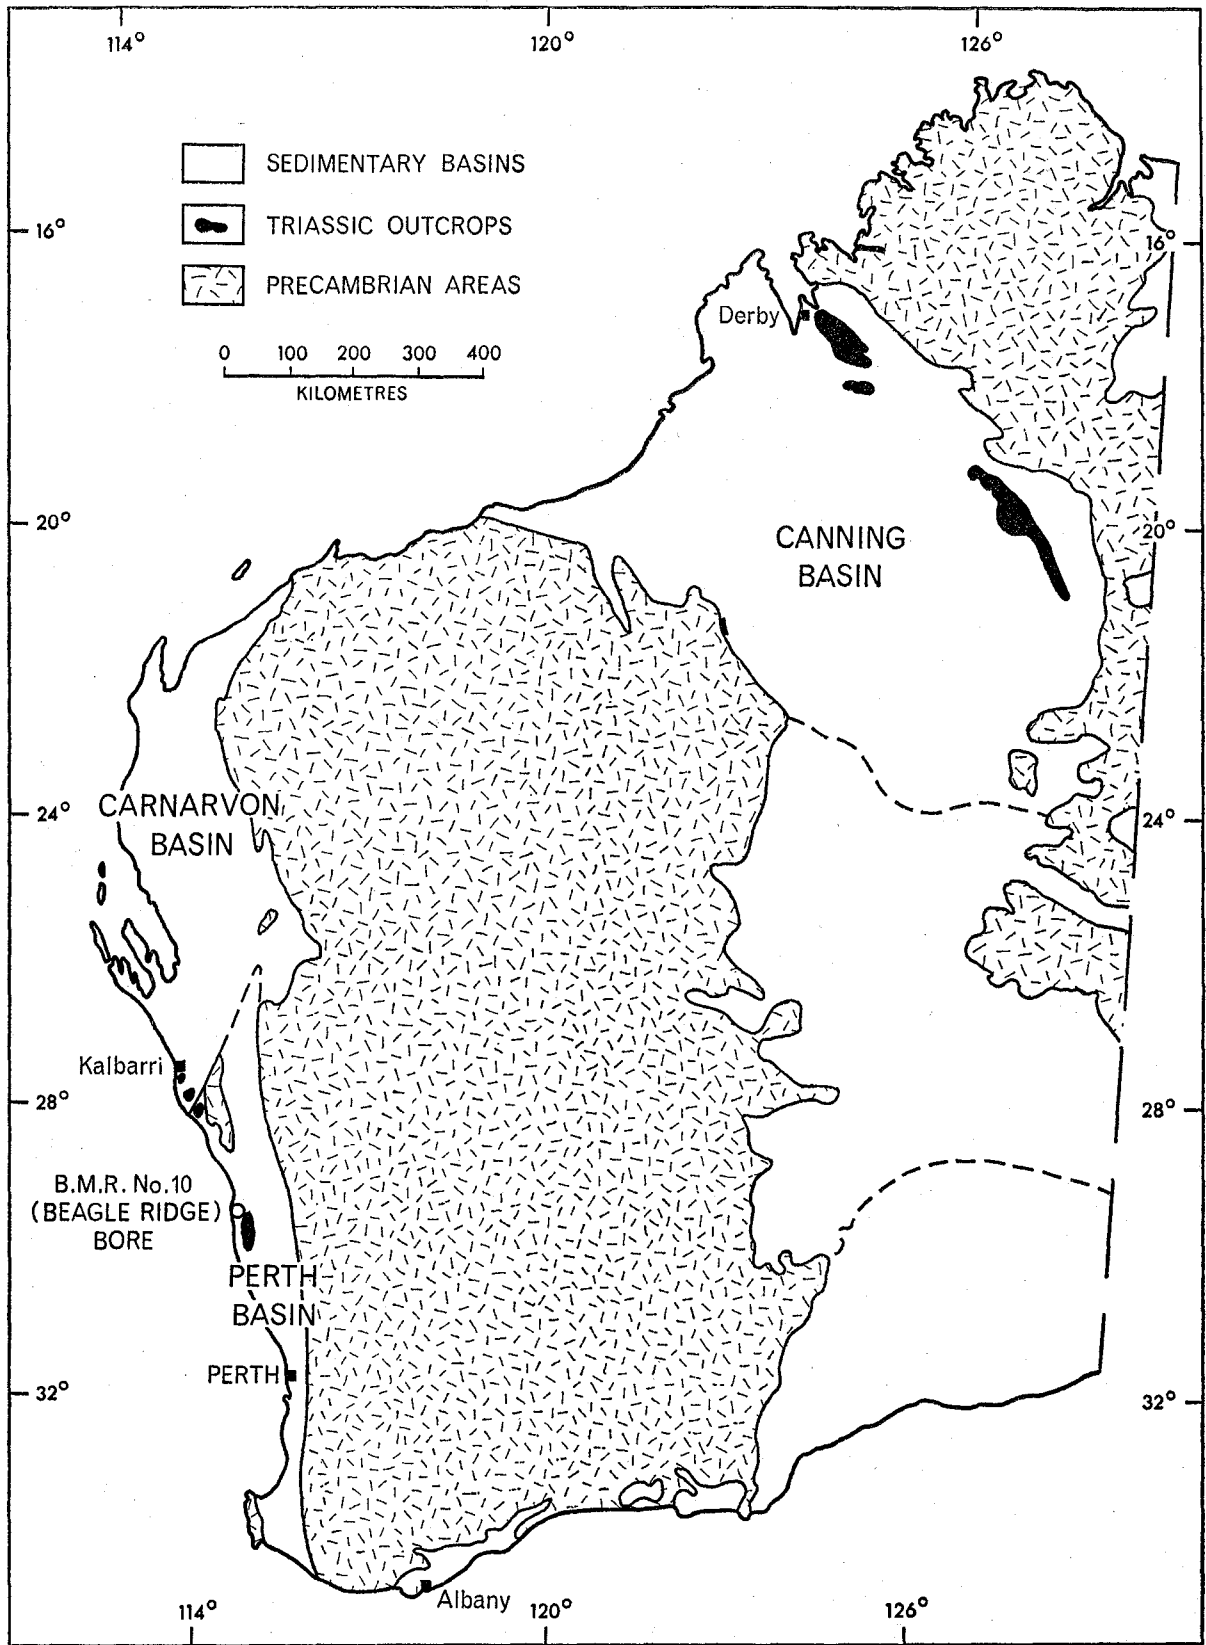 114° 120° 126°
SEDIMENTARY BASINS
TRIASSIC OUTCROPS
PRECAMBRIAN AREAS
0 100 200 300 400
KILOMETRES
16° 16°
Derby
20° 20°
CANNING
BASIN
24° 24°
CARNARVON
BASIN
Kalbarri
28° 28°
B.M.R. No.10
(BEAGLE RIDGE)
BORE
PERTH
BASIN
PERTH
32° 32°
Albany
114° 120° 126°